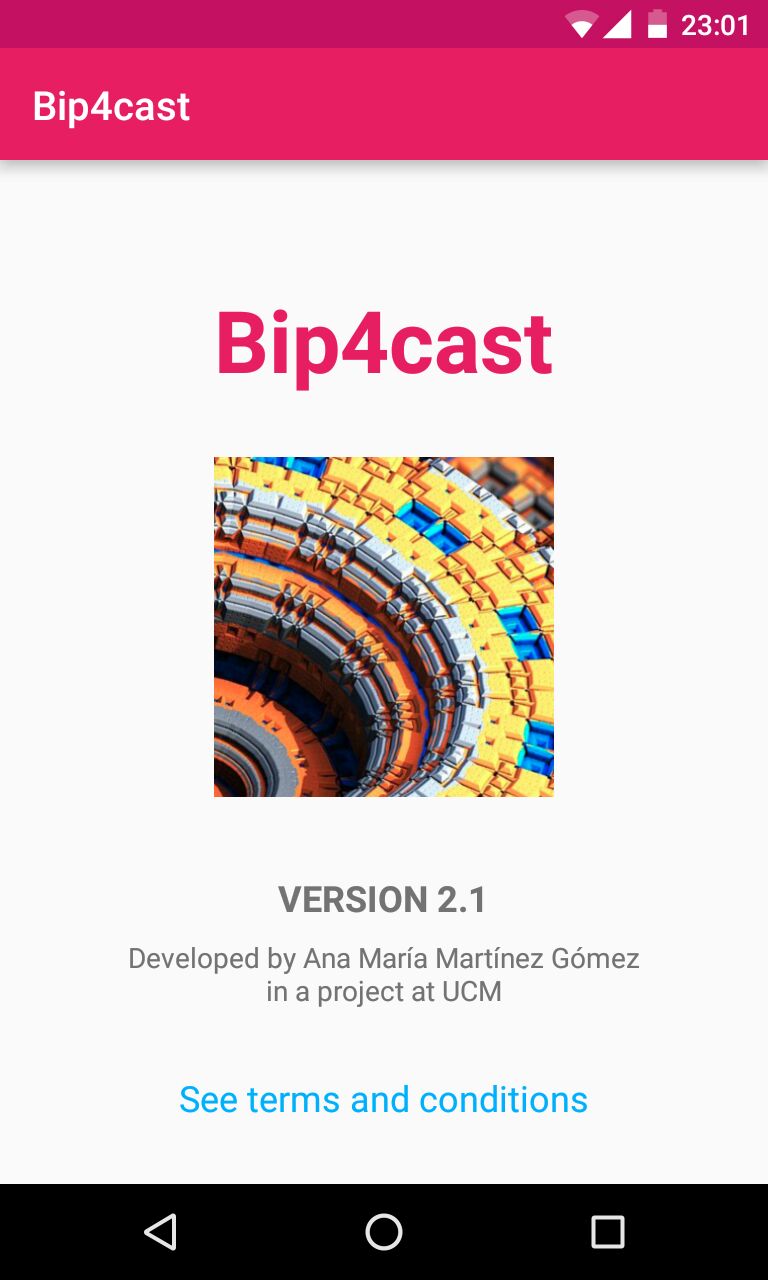 23:01
Bip4cast
Bip4cast
VERSION 2.1
Developed by Ana María Martínez Gómez
in a project at UCM
See terms and conditions